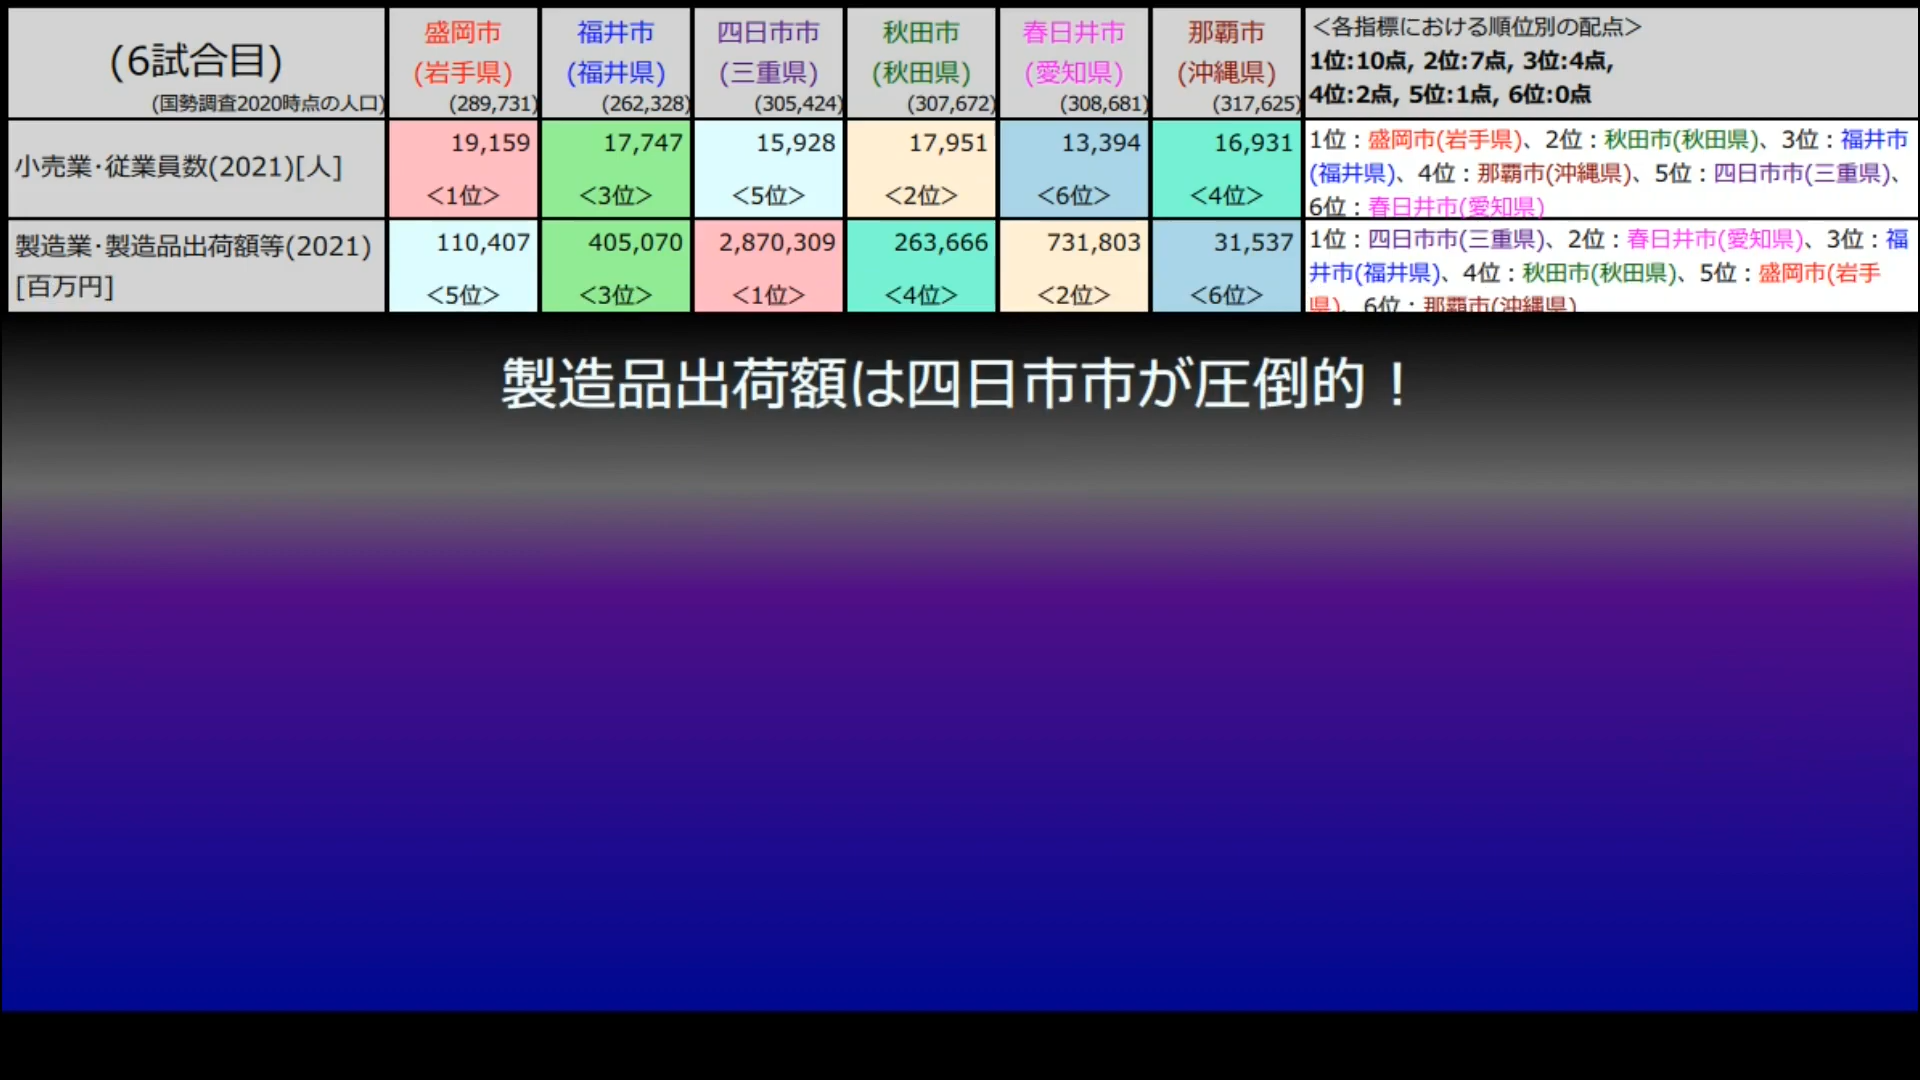 (6試合目)
(国勢調査2020時点の人口)
盛岡市
(岩手県)
(289,731)
福井市
(福井県)
(262,328)
四日市市
(三重県)
(305,424)
秋田市
(秋田県)
(307,672)
春日井市
(愛知県)
(308,681)
那覇市
(沖縄県)
(317,625)
＜各指標における順位別の配点＞
1位:10点, 2位:7点, 3位:4点,
4位:2点, 5位:1点, 6位:0点
小売業･従業員数(2021)[人]
19,159
＜1位＞
17,747
＜3位＞
15,928
＜5位＞
17,951
＜2位＞
13,394
＜6位＞
16,931
＜4位＞
1位：盛岡市(岩手県)、2位：秋田市(秋田県)、3位：福井市
(福井県)、4位：那覇市(沖縄県)、5位：四日市市(三重県)、
6位：春日井市(愛知県)
製造業･製造品出荷額等(2021)
[百万円]
110,407
＜5位＞
405,070
＜3位＞
2,870,309
＜1位＞
263,666
＜4位＞
731,803
＜2位＞
31,537
＜6位＞
1位：四日市市(三重県)、2位：春日井市(愛知県)、3位：福
井市(福井県)、4位：秋田市(秋田県)、5位：盛岡市(岩手
県)、6位：那覇市(沖縄県)
製造品出荷額は四日市市が圧倒的！